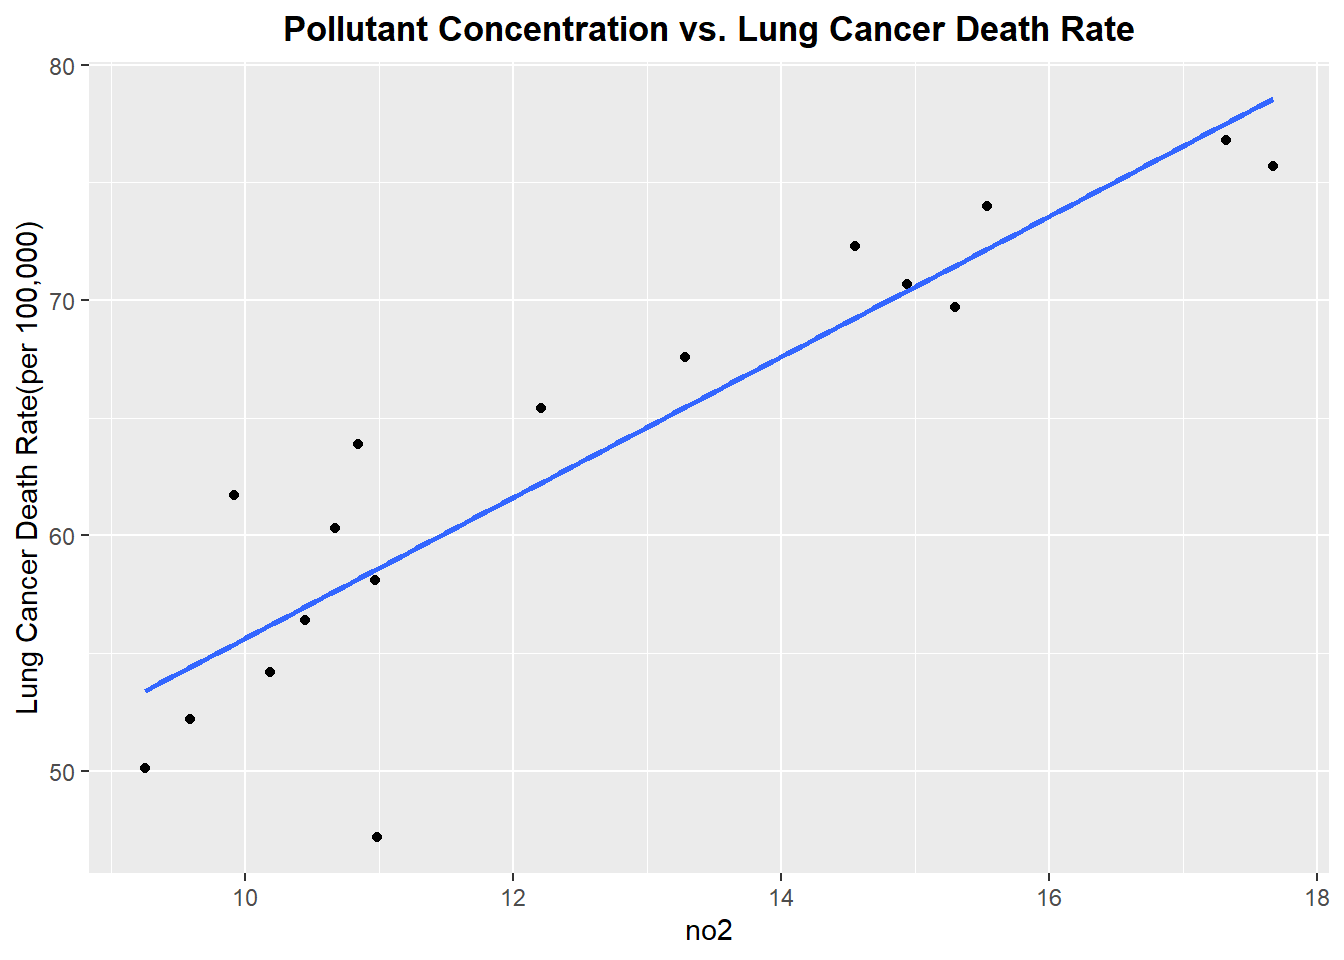 Pollutant Concentration vs. Lung Cancer Death Rate
Lung Cancer Death Rate(per 100,000)
80
70
60
50
10 12 14 16 18
no2